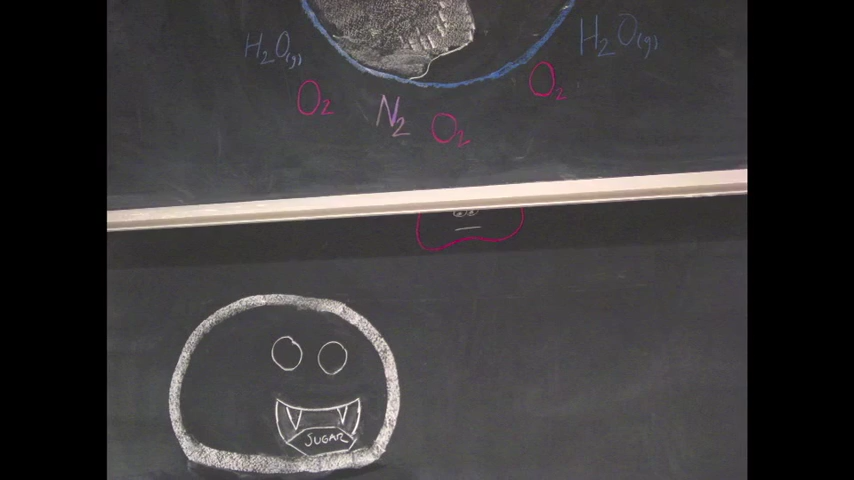 H₂O(g) H₂O(g)
O₂ N₂ O₂ O₂
SUGAR